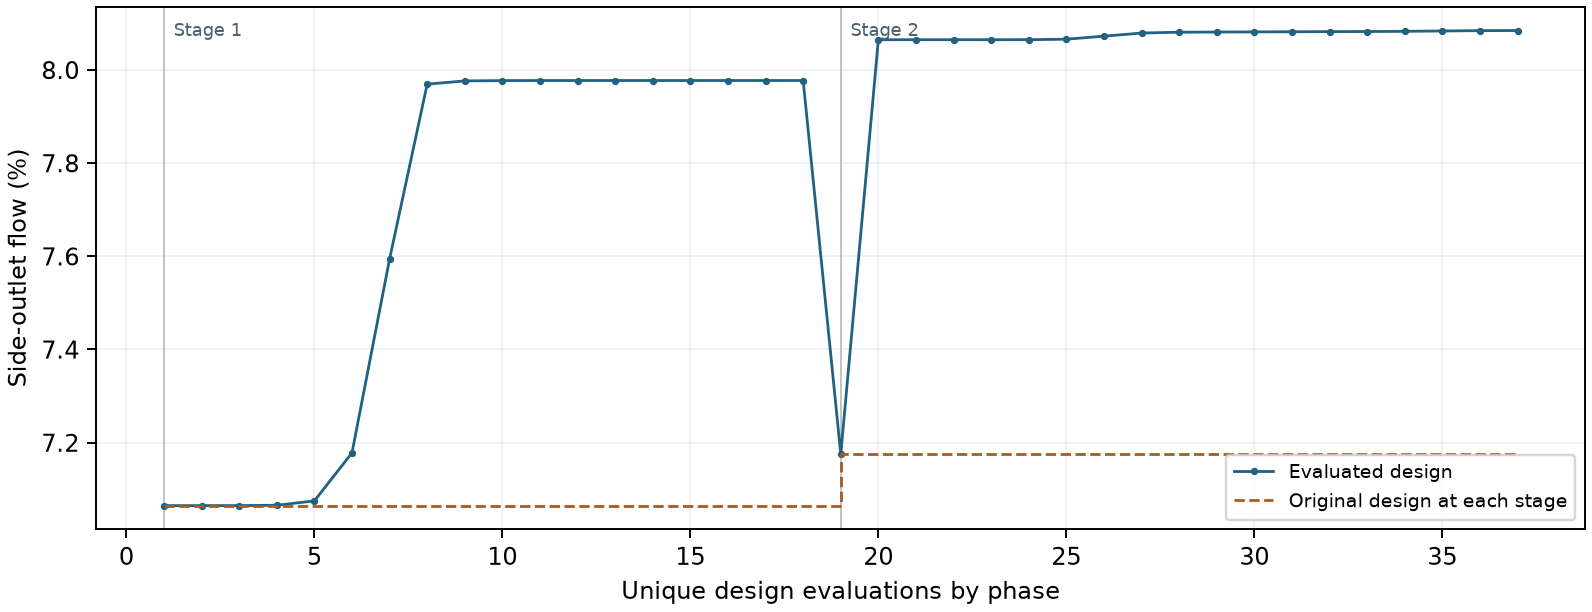 Stage 1
Stage 2
8.0
7.8
7.6
7.4
7.2
Side-outlet flow (%)
Evaluated design
Original design at each stage
0 5 10 15 20 25 30 35
Unique design evaluations by phase